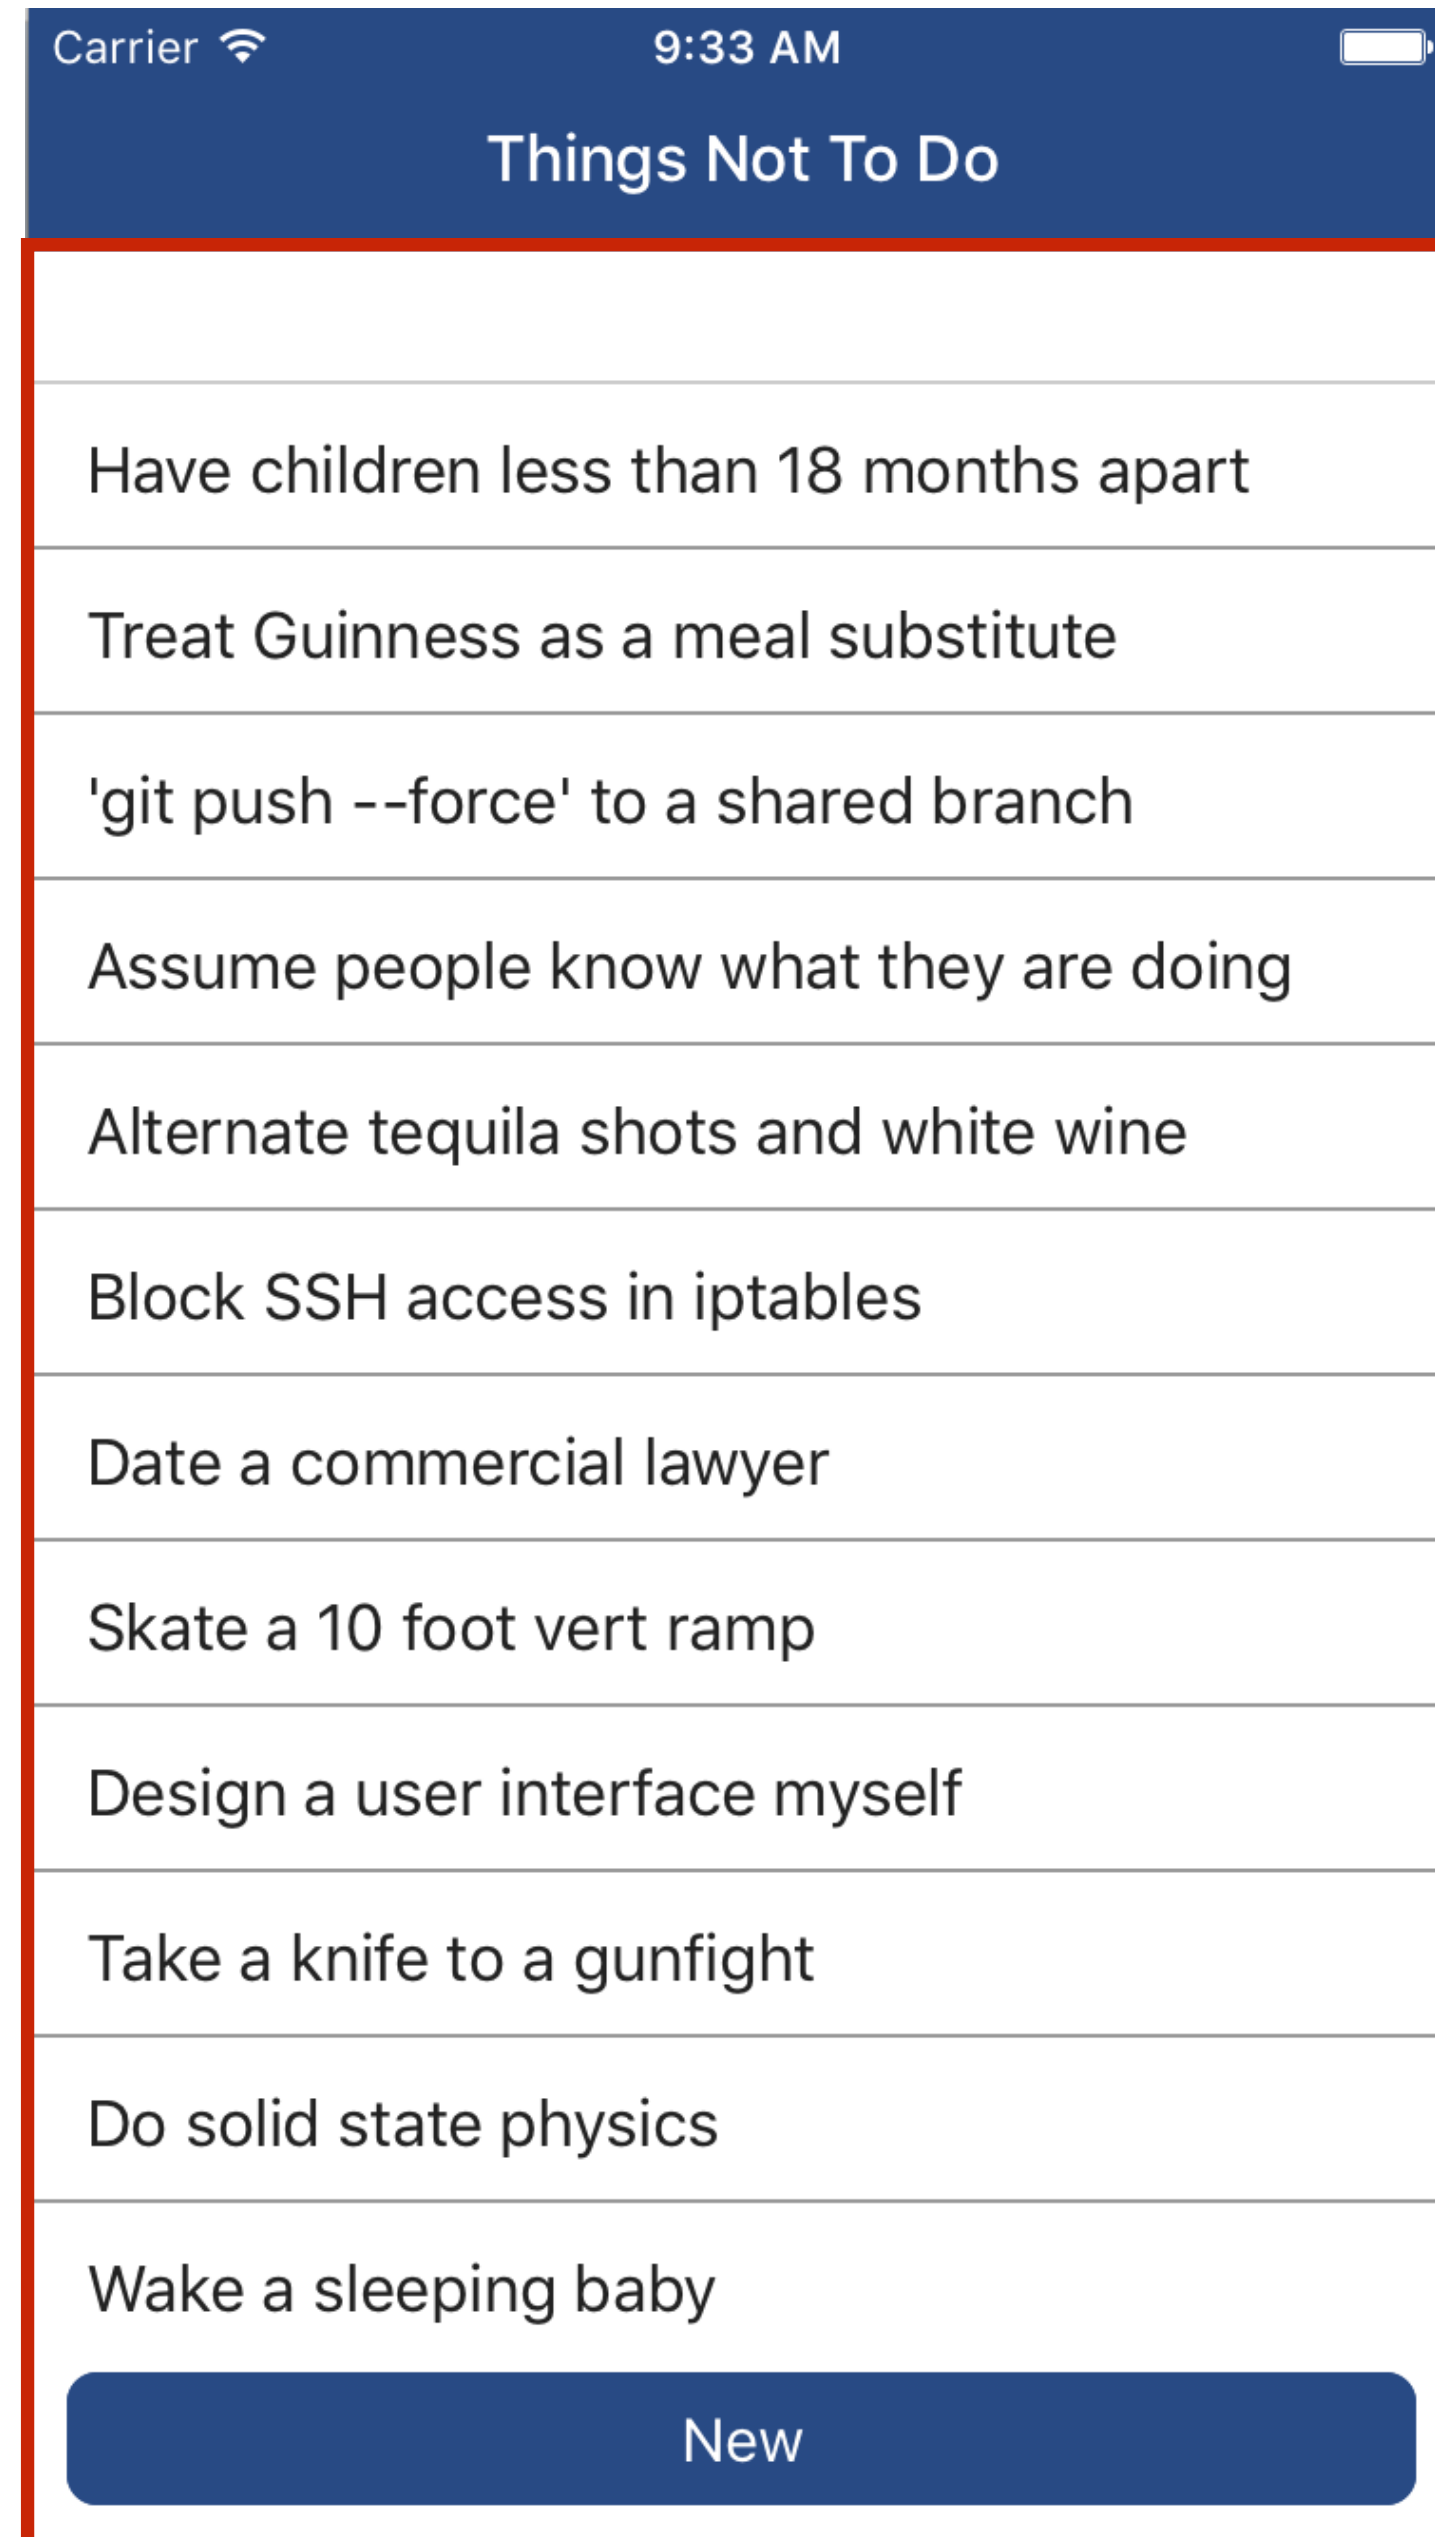 Carrier
9:33 AM
Things Not To Do
Have children less than 18 months apart
Treat Guinness as a meal substitute
'git push --force' to a shared branch
Assume people know what they are doing
Alternate tequila shots and white wine
Block SSH access in iptables
Date a commercial lawyer
Skate a 10 foot vert ramp
Design a user interface myself
Take a knife to a gunfight
Do solid state physics
Wake a sleeping baby
New